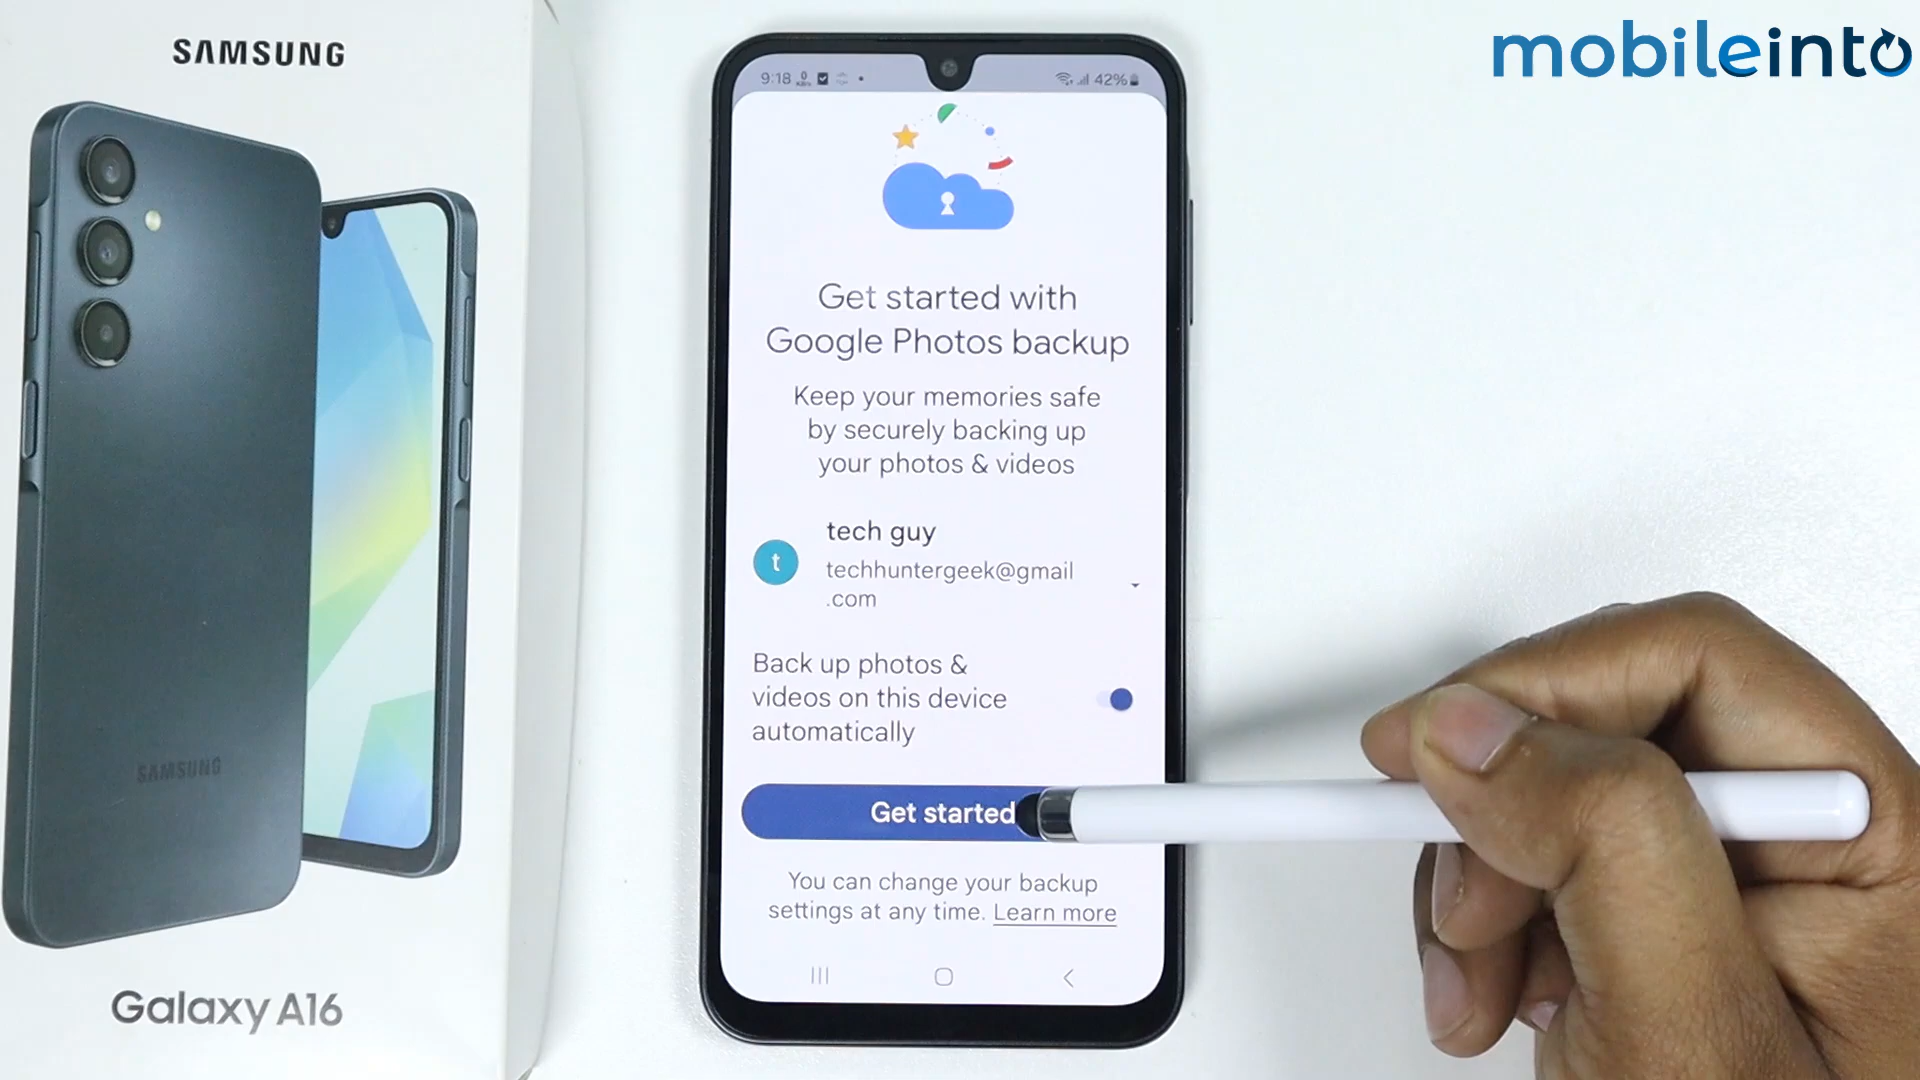 SAMSUNG
SAMSUNG
Galaxy A16
mobileinto
9:18
42%
Get started with
Google Photos backup
Keep your memories safe
by securely backing up
your photos & videos
t
tech guy
techhuntergeek@gmail
.com
Back up photos &
videos on this device
automatically
Get started
You can change your backup
settings at any time. Learn more